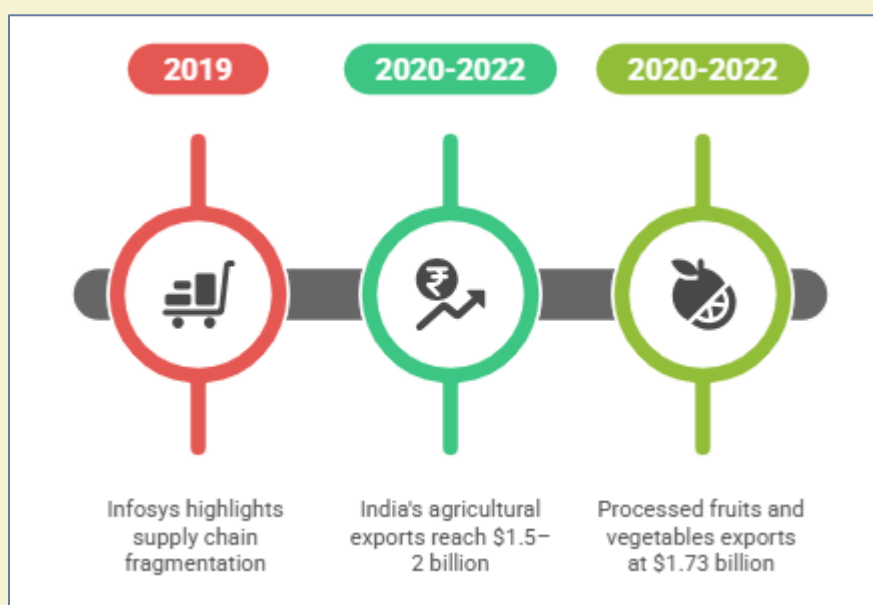 2019
2020-2022
2020-2022
Infosys highlights
supply chain
fragmentation
India's agricultural
exports reach $1.5–
2 billion
Processed fruits and
vegetables exports
at $1.73 billion